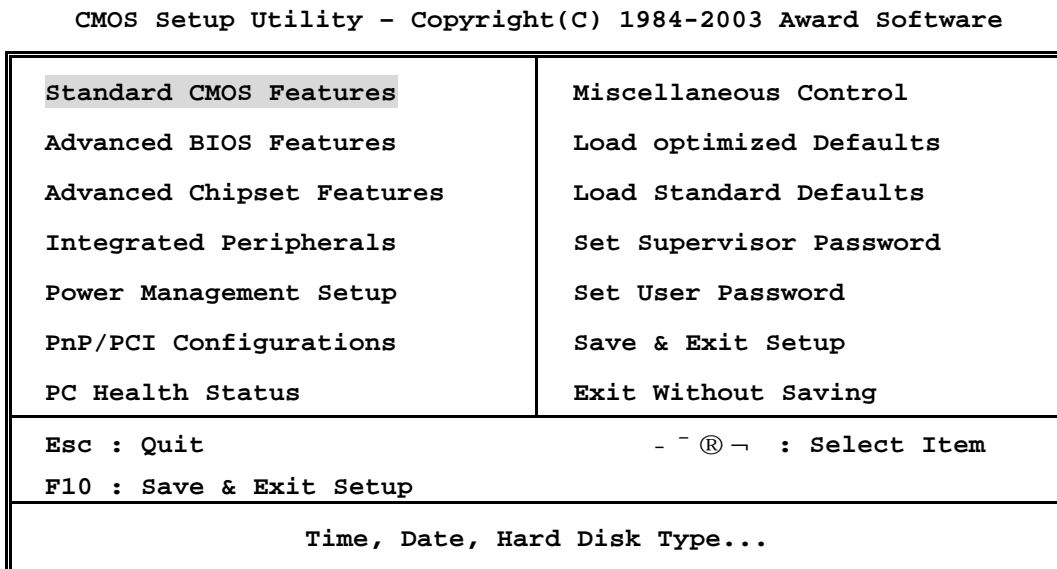 CMOS Setup Utility – Copyright(C) 1984-2003 Award Software
Standard CMOS Features
Advanced BIOS Features
Advanced Chipset Features
Integrated Peripherals
Power Management Setup
PnP/PCI Configurations
PC Health Status
Miscellaneous Control
Load optimized Defaults
Load Standard Defaults
Set Supervisor Password
Set User Password
Save & Exit Setup
Exit Without Saving
Esc : Quit
- ¯ ® ¬ : Select Item
F10 : Save & Exit Setup
Time, Date, Hard Disk Type...